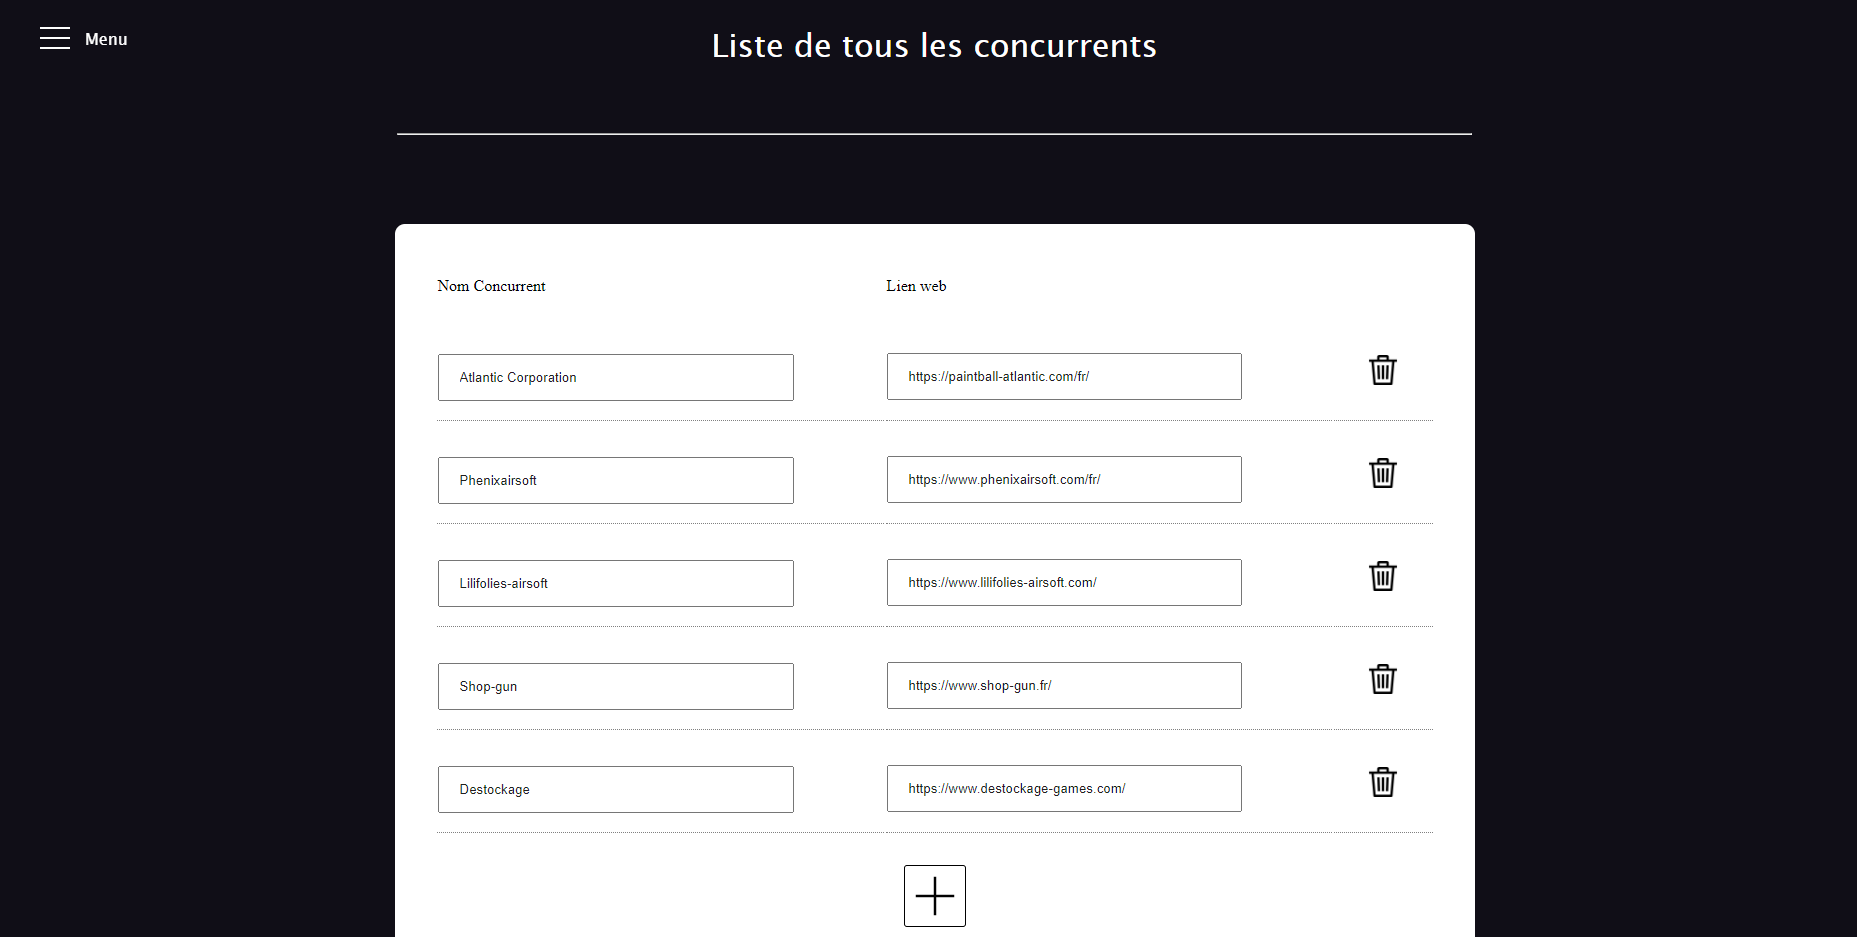 Menu
Liste de tous les concurrents
Nom Concurrent
Lien web
Atlantic Corporation
https://paintball-atlantic.com/fr/
Phenixairsoft
https://www.phenixairsoft.com/fr/
Lilifolies-airsoft
https://www.lilifolies-airsoft.com/
Shop-gun
https://www.shop-gun.fr/
Destockage
https://www.destockage-games.com/